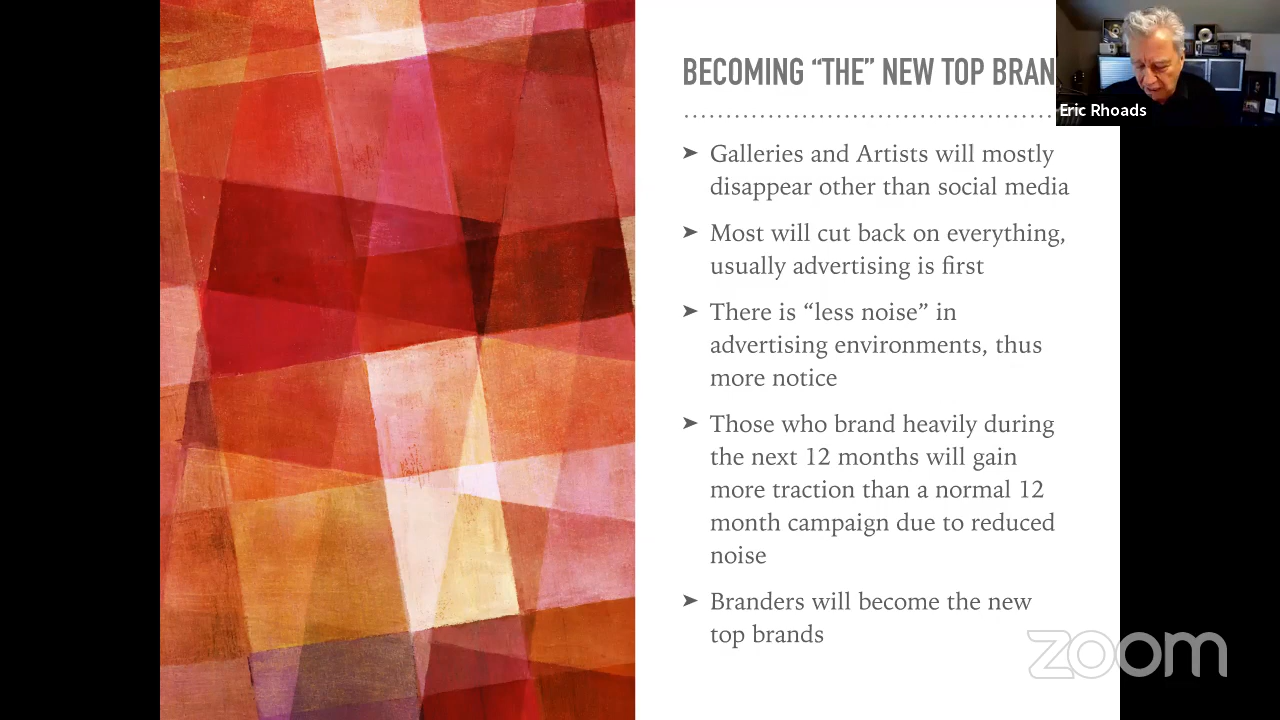 BECOMING “THE” NEW TOP BRAN
Eric Rhoads
➤ Galleries and Artists will mostly
disappear other than social media
➤ Most will cut back on everything,
usually advertising is first
➤ There is “less noise” in
advertising environments, thus
more notice
➤ Those who brand heavily during
the next 12 months will gain
more traction than a normal 12
month campaign due to reduced
noise
➤ Branders will become the new
top brands
zoom